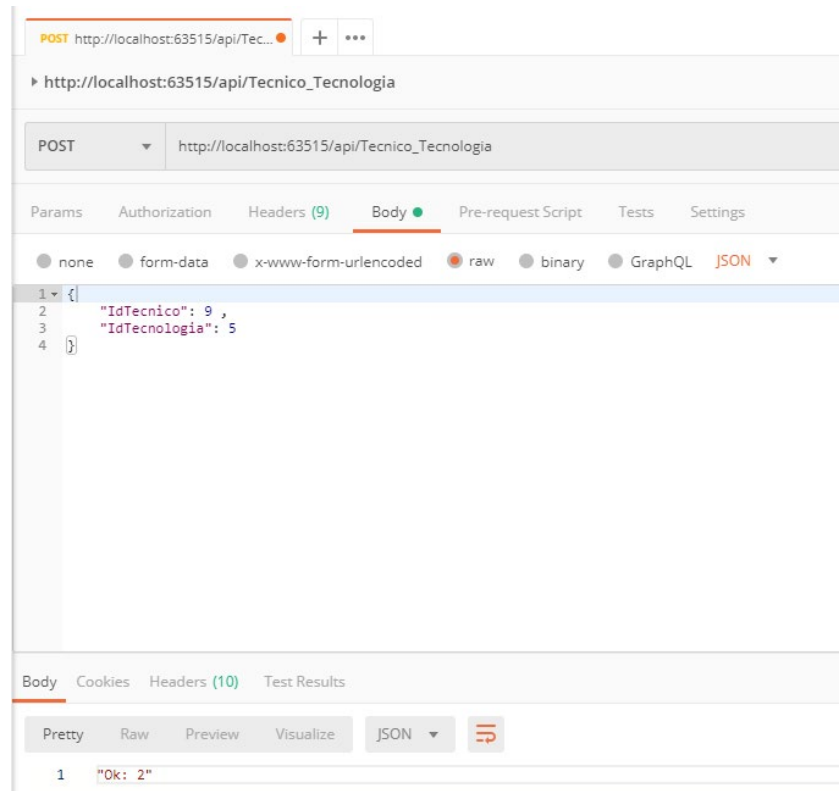 POST http://localhost:63515/api/Tec...
http://localhost:63515/api/Tecnico_Tecnologia
POST http://localhost:63515/api/Tecnico_Tecnologia
Params Authorization Headers (9) Body Pre-request Script Tests Settings
none form-data x-www-form-urlencoded raw binary GraphQL JSON
1 {
2 "IdTecnico": 9 ,
3 "IdTecnologia": 5
4 }
Body Cookies Headers (10) Test Results
Pretty Raw Preview Visualize JSON
1 "Ok: 2"